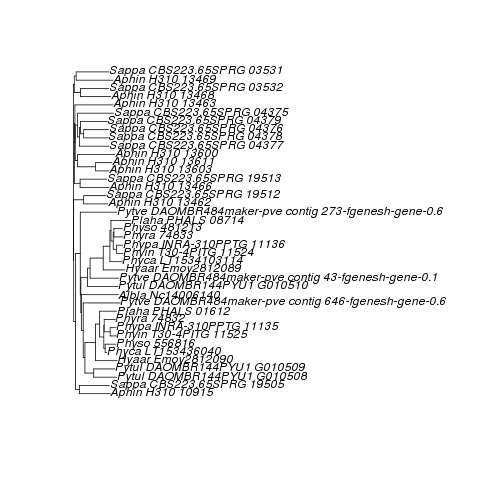 Sappa CBS223.65SPRG 03531
Aphin H310 13469
Sappa CBS223.65SPRG 03532
Aphin H310 13468
Aphin H310 13463
Sappa CBS223.65SPRG 04375
Sappa CBS223.65SPRG 04379
Sappa CBS223.65SPRG 04376
Sappa CBS223.65SPRG 04378
Sappa CBS223.65SPRG 04377
Aphin H310 13600
Aphin H310 13611
Aphin H310 13603
Sappa CBS223.65SPRG 19513
Aphin H310 13466
Sappa CBS223.65SPRG 19512
Aphin H310 13462
Pytve DAOMBR484maker-pve contig 273-fgenesh-gene-0.6
Plaha PHALS 08714
Physo 481213
Phyra 74833
Phypa INRA-310PPTG 11136
Phyin T30-4PITG 11524
Phyca LT1534103114
Hyaar Emoy2812089
Pytve DAOMBR484maker-pve contig 43-fgenesh-gene-0.1
Pytul DAOMBR144PYU1 G010510
Albla Nc14006140
Pytve DAOMBR484maker-pve contig 646-fgenesh-gene-0.6
Plaha PHALS 01612
Phyra 74832
Phypa INRA-310PPTG 11135
Phyin T30-4PITG 11525
Physo 556816
Phyca LT153436040
Hyaar Emoy2812090
Pytul DAOMBR144PYU1 G010509
Pytul DAOMBR144PYU1 G010508
Sappa CBS223.65SPRG 19505
Aphin H310 10915